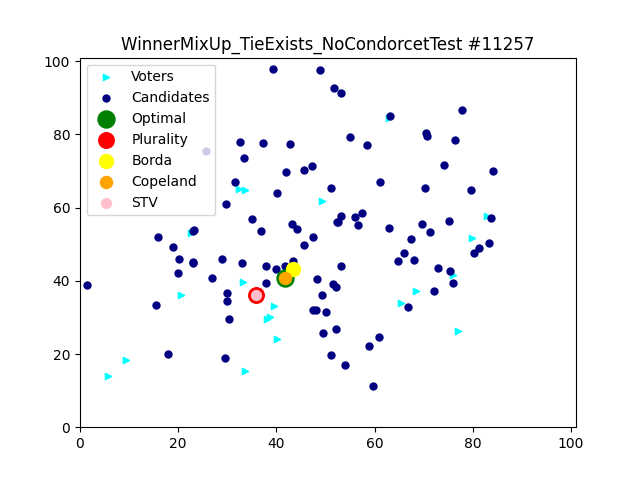 WinnerMixUp_TieExists_NoCondorcetTest #11257
100
80
60
40
20
0
Voters
Candidates
Optimal
Plurality
Borda
Copeland
STV
0 20 40 60 80 100